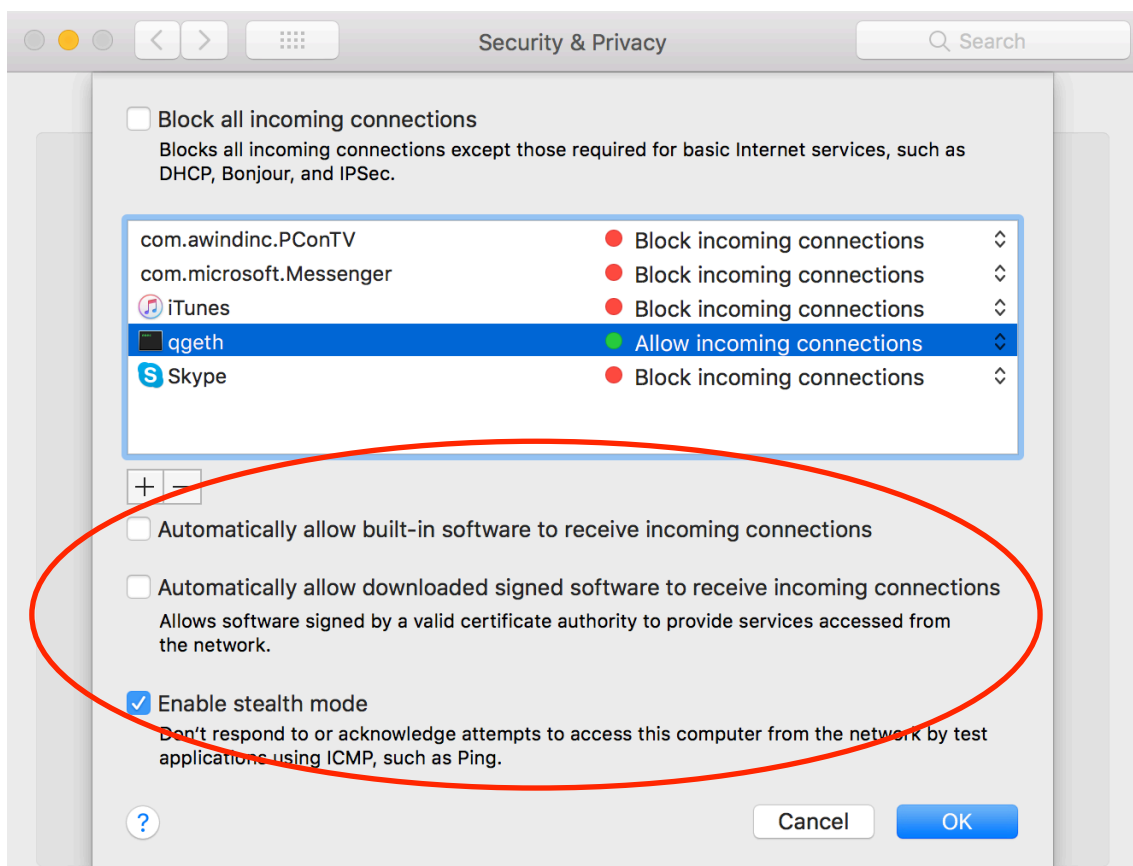 Security & Privacy
Search
Block all incoming connections
Blocks all incoming connections except those required for basic Internet services, such as
DHCP, Bonjour, and IPSec.
com.awindinc.PConTV Block incoming connections
com.microsoft.Messenger Block incoming connections
iTunes Block incoming connections
qgeth Allow incoming connections
S Skype Block incoming connections
+ −
Automatically allow built-in software to receive incoming connections
Automatically allow downloaded signed software to receive incoming connections
Allows software signed by a valid certificate authority to provide services accessed from
the network.
Enable stealth mode
Don't respond to or acknowledge attempts to access this computer from the network by test
applications using ICMP, such as Ping.
? Cancel OK